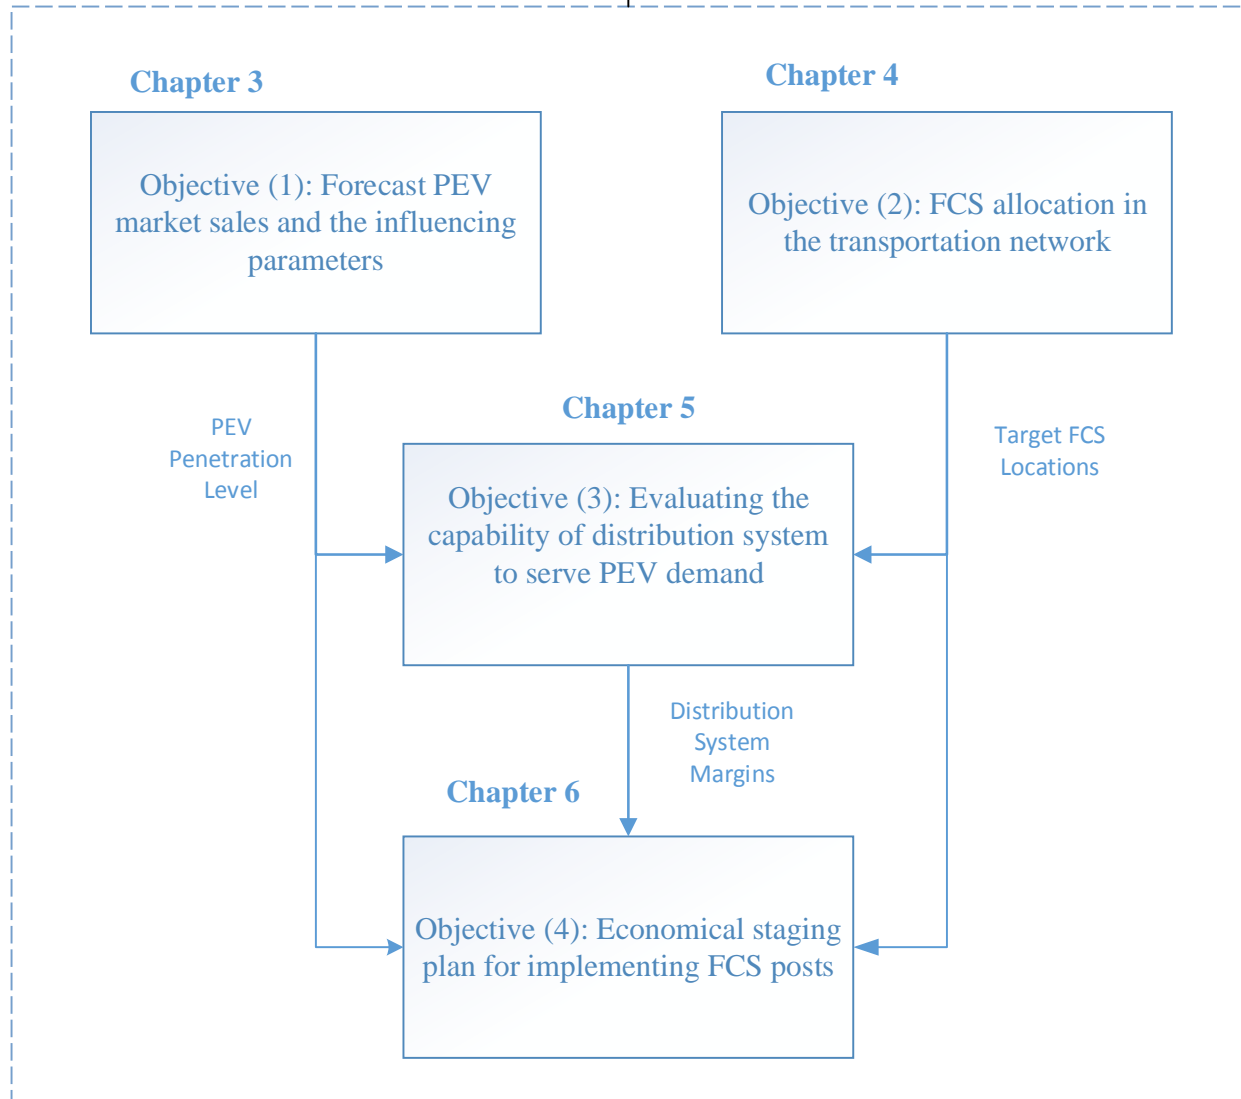 Chapter 3
Objective (1): Forecast PEV
market sales and the influencing
parameters
Chapter 4
Objective (2): FCS allocation in
the transportation network
PEV
Penetration
Level
Chapter 5
Objective (3): Evaluating the
capability of distribution system
to serve PEV demand
Target FCS
Locations
Distribution
System
Margins
Chapter 6
Objective (4): Economical staging
plan for implementing FCS posts